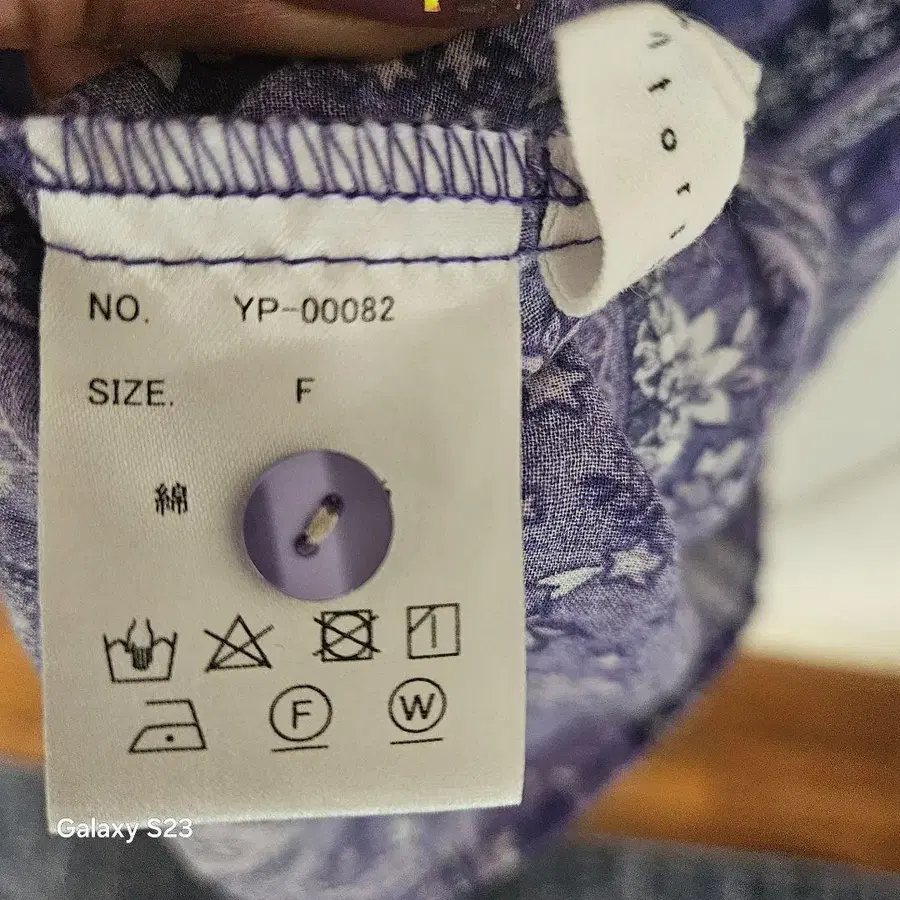 NO. YP-00082
SIZE. F
綿
F W
Galaxy S23